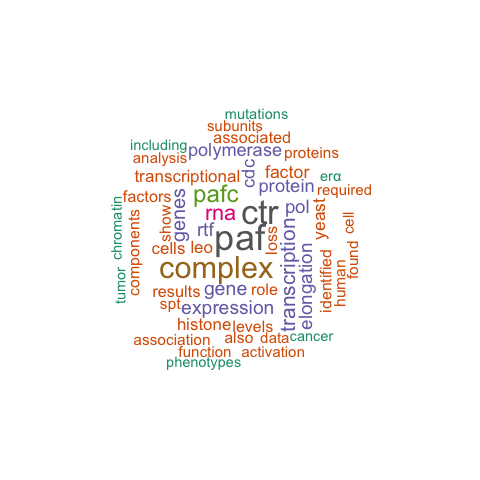 mutations
subunits
associated
including
polymerase
proteins
analysis
cdc
transcriptional
factor
erα
pafc
protein
required
factors
genes
rna
ctr
pol
chromatin
components
show
rtf
yeast
cell
paf
cells
leo
loss
transcription
elongation
complex
identified
human
found
tumor
results
gene
role
spt
expression
histone
levels
association
also
data
cancer
function
activation
phenotypes